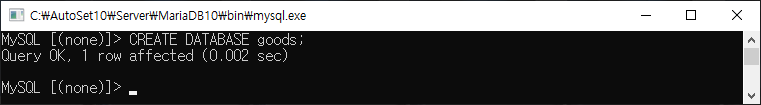 C:₩AutoSet10₩Server₩MariaDB10₩bin₩mysql.exe
MySQL [(none)]> CREATE DATABASE goods;
Query OK, 1 row affected (0.002 sec)
MySQL [(none)]>